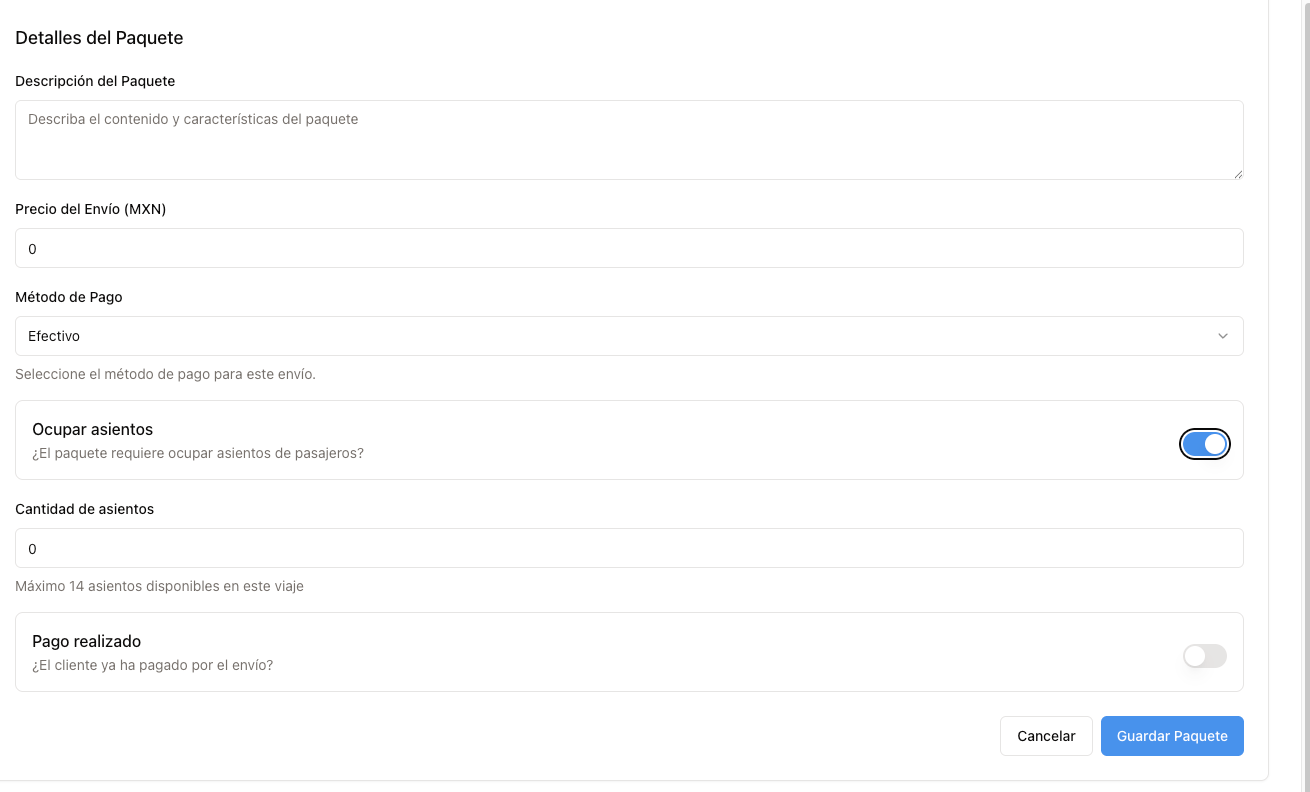 Detalles del Paquete
Descripción del Paquete
Describa el contenido y características del paquete
Precio del Envío (MXN)
0
Método de Pago
Efectivo
Seleccione el método de pago para este envío.
Ocupar asientos
¿El paquete requiere ocupar asientos de pasajeros?
Cantidad de asientos
0
Máximo 14 asientos disponibles en este viaje
Pago realizado
¿El cliente ya ha pagado por el envío?
Cancelar
Guardar Paquete